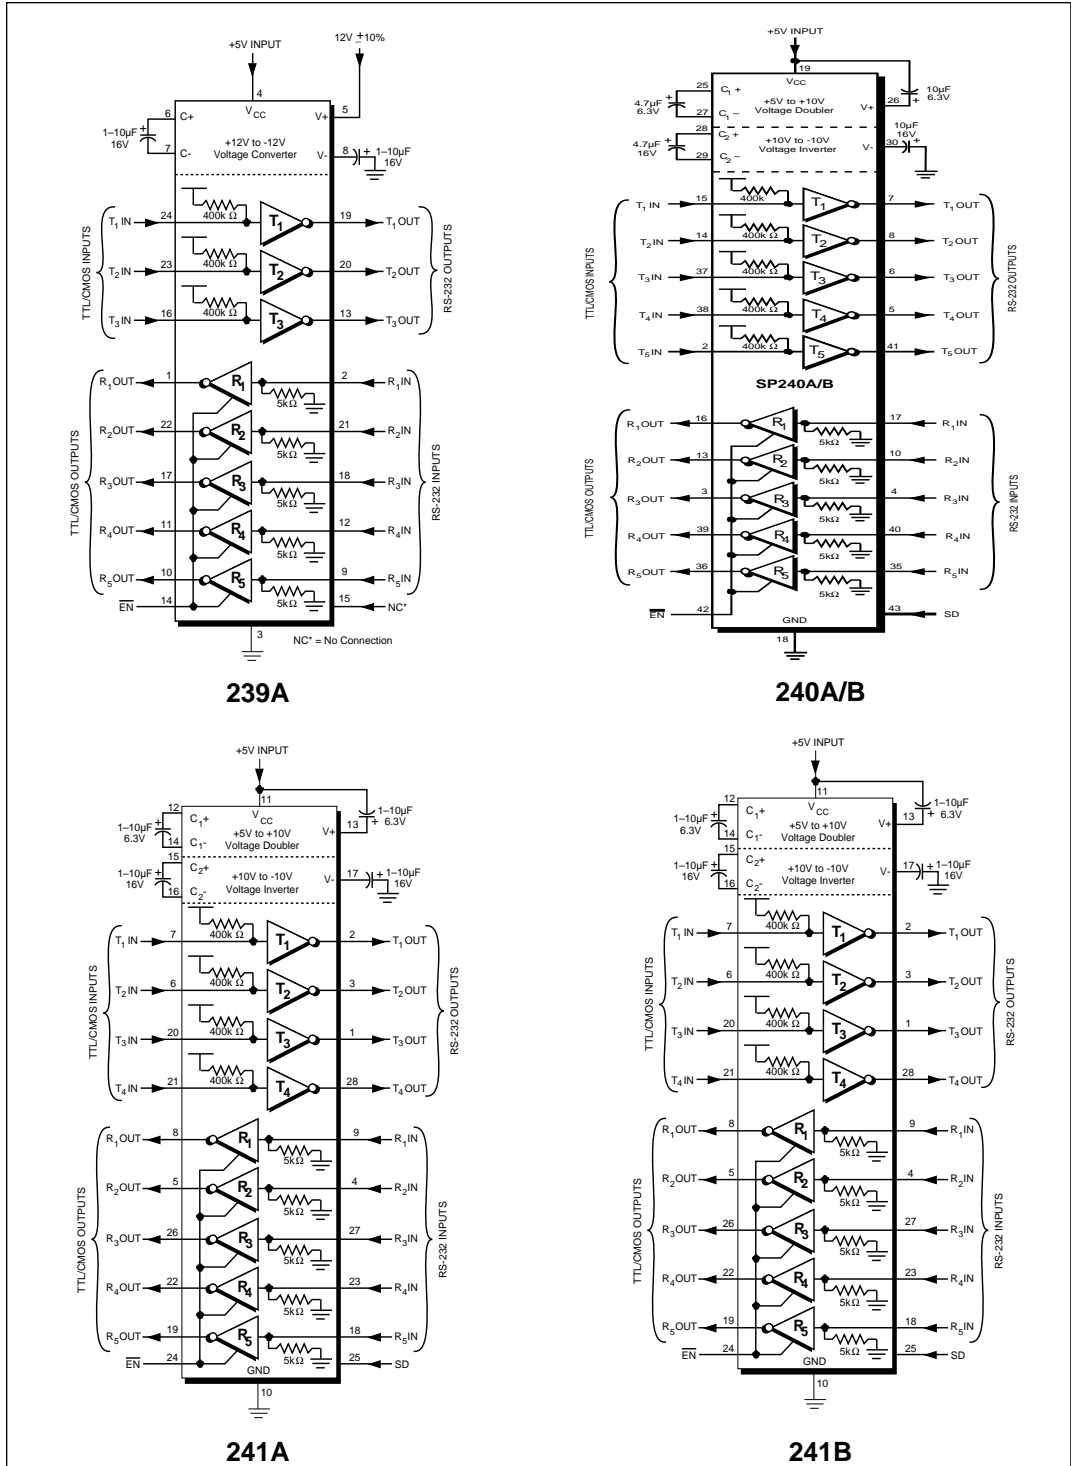 +5V INPUT
12V ±10%
4
VCC
6
C+
5
V+
1–10µF
16V
+
7
C-
+12V to -12V
Voltage Converter
V-
8
+
1–10µF
16V
TTL/CMOS INPUTS
T1 IN
24
400k Ω
T1
19
T1 OUT
T2 IN
23
400k Ω
T2
20
T2 OUT
T3 IN
16
400k Ω
T3
13
T3 OUT
RS-232 OUTPUTS
TTL/CMOS OUTPUTS
R1 OUT
1
R1
5kΩ
2
R1 IN
R2 OUT
22
R2
5kΩ
21
R2 IN
R3 OUT
17
R3
5kΩ
18
R3 IN
R4 OUT
11
R4
5kΩ
12
R4 IN
R5 OUT
10
R5
5kΩ
9
R5 IN
RS-232 INPUTS
EN
14
15
NC*
3
NC* = No Connection
239A
+5V INPUT
19
VCC
25
C1 +
4.7µF
6.3V
+
27
C1 –
+5V to +10V
Voltage Doubler
V+
26
10µF
6.3V
+
28
C2 +
4.7µF
16V
+
29
C2 –
+10V to -10V
Voltage Inverter
V-
30
10µF
16V
+
TTL/CMOS INPUTS
T1 IN
15
400k
T1
7
T1 OUT
T2 IN
14
400k Ω
T2
8
T2 OUT
T3 IN
37
400k Ω
T3
6
T3 OUT
T4 IN
38
400k Ω
T4
5
T4 OUT
T5 IN
2
400k Ω
T5
41
T5 OUT
RS-232 OUTPUTS
SP240A/B
TTL/CMOS OUTPUTS
R1 OUT
16
R1
5kΩ
17
R1 IN
R2 OUT
13
R2
5kΩ
10
R2 IN
R3 OUT
3
R3
5kΩ
4
R3 IN
R4 OUT
39
R4
5kΩ
40
R4 IN
R5 OUT
36
R5
5kΩ
35
R5 IN
RS-232 INPUTS
EN
42
43
SD
GND
18
240A/B
+5V INPUT
11
VCC
12
C1+
1–10µF
6.3V
+
14
C1-
+5V to +10V
Voltage Doubler
V+
13
1–10µF
6.3V
+
15
C2+
1–10µF
16V
+
16
C2-
+10V to -10V
Voltage Inverter
V-
17
+
1–10µF
16V
TTL/CMOS INPUTS
T1 IN
7
400k Ω
T1
2
T1 OUT
T2 IN
6
400k Ω
T2
3
T2 OUT
T3 IN
20
400k Ω
T3
1
T3 OUT
T4 IN
21
400k Ω
T4
28
T4 OUT
RS-232 OUTPUTS
TTL/CMOS OUTPUTS
R1 OUT
8
R1
5kΩ
9
R1 IN
R2 OUT
5
R2
5kΩ
4
R2 IN
R3 OUT
26
R3
5kΩ
27
R3 IN
R4 OUT
22
R4
5kΩ
23
R4 IN
R5 OUT
19
R5
5kΩ
18
R5 IN
RS-232 INPUTS
EN
24
25
SD
GND
10
241A
+5V INPUT
11
VCC
12
C1+
1–10µF
6.3V
+
14
C1-
+5V to +10V
Voltage Doubler
V+
13
1–10µF
6.3V
+
15
C2+
1–10µF
16V
+
16
C2-
+10V to -10V
Voltage Inverter
V-
17
+
1–10µF
16V
TTL/CMOS INPUTS
T1 IN
7
400k Ω
T1
2
T1 OUT
T2 IN
6
400k Ω
T2
3
T2 OUT
T3 IN
20
400k Ω
T3
1
T3 OUT
T4 IN
21
400k Ω
T4
28
T4 OUT
RS-232 OUTPUTS
TTL/CMOS OUTPUTS
R1 OUT
8
R1
5kΩ
9
R1 IN
R2 OUT
5
R2
5kΩ
4
R2 IN
R3 OUT
26
R3
5kΩ
27
R3 IN
R4 OUT
22
R4
5kΩ
23
R4 IN
R5 OUT
19
R5
5kΩ
18
R5 IN
RS-232 INPUTS
EN
24
25
SD
GND
10
241B